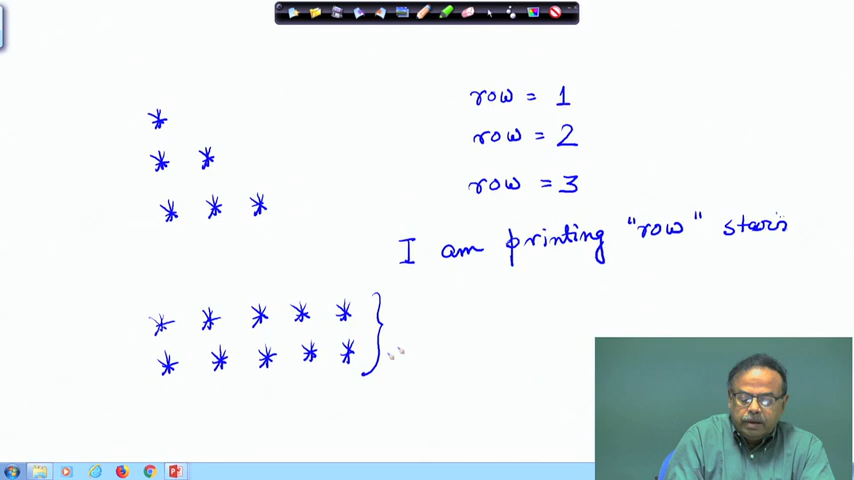 * row = 1
* * row = 2
* * * row = 3
I am printing "row" stars
* * * * *
* * * * *